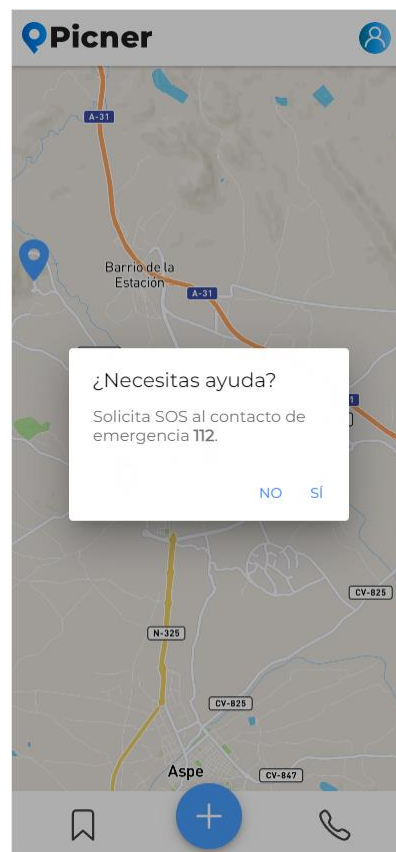 Picner
A-31
Barrio de la
Estación
A-31
¿Necesitas ayuda?
1
Solicita SOS al contacto de
emergencia 112.
NO SÍ
CV-825
N-325
CV-825
Aspe
CV-847